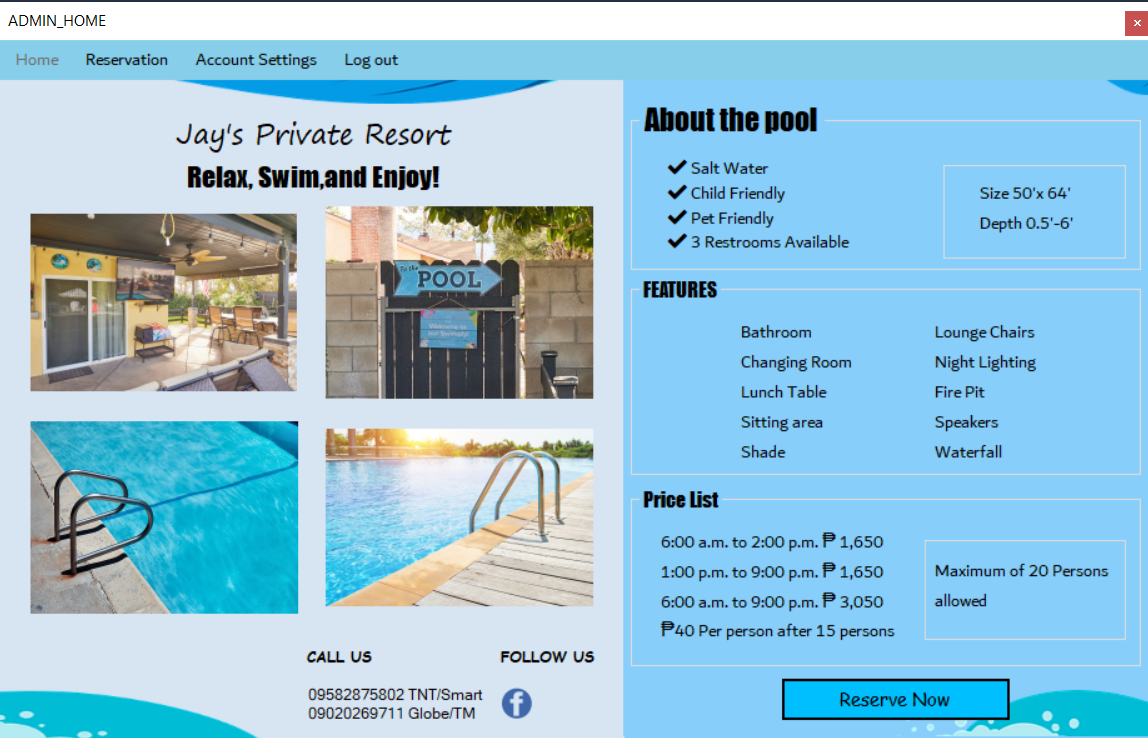 ADMIN_HOME
Home Reservation Account Settings Log out
Jay's Private Resort
Relax, Swim,and Enjoy!
To the
POOL
Welcome to
CALL US
09582875802 TNT/Smart
09020269711 Globe/TM
FOLLOW US
f
About the pool
Salt Water
Child Friendly
Pet Friendly
3 Restrooms Available
Size 50'x 64'
Depth 0.5'-6'
FEATURES
Bathroom
Changing Room
Lunch Table
Sitting area
Shade
Lounge Chairs
Night Lighting
Fire Pit
Speakers
Waterfall
Price List
6:00 a.m. to 2:00 p.m. ₱ 1,650
1:00 p.m. to 9:00 p.m. ₱ 1,650
6:00 a.m. to 9:00 p.m. ₱ 3,050
₱40 Per person after 15 persons
Maximum of 20 Persons
allowed
Reserve Now